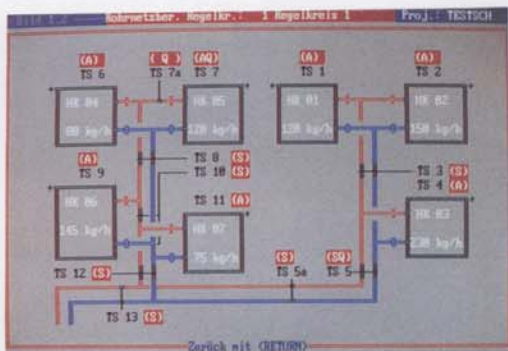 Bild 1.2 Rohrnetzber. Regelkr.: 1 Regelkreis 1 Proj.: TESTSCH
(A) ( Q ) (AQ) (A) (A)
TS 6 TS 7a TS 7 TS 1 TS 2
HK 04 HK 05 HK 01 HK 02
80 kg/h 120 kg/h 120 kg/h 150 kg/h
(A)
TS 9
TS 8 (S)
TS 10 (S)
TS 3 (S)
TS 4 (A)
TS 11 (A)
HK 06
145 kg/h
HK 07
75 kg/h
HK 03
230 kg/h
TS 12 (S)
(S) (SQ)
TS 5a TS 5
TS 13 (S)
Zurück mit <RETURN>